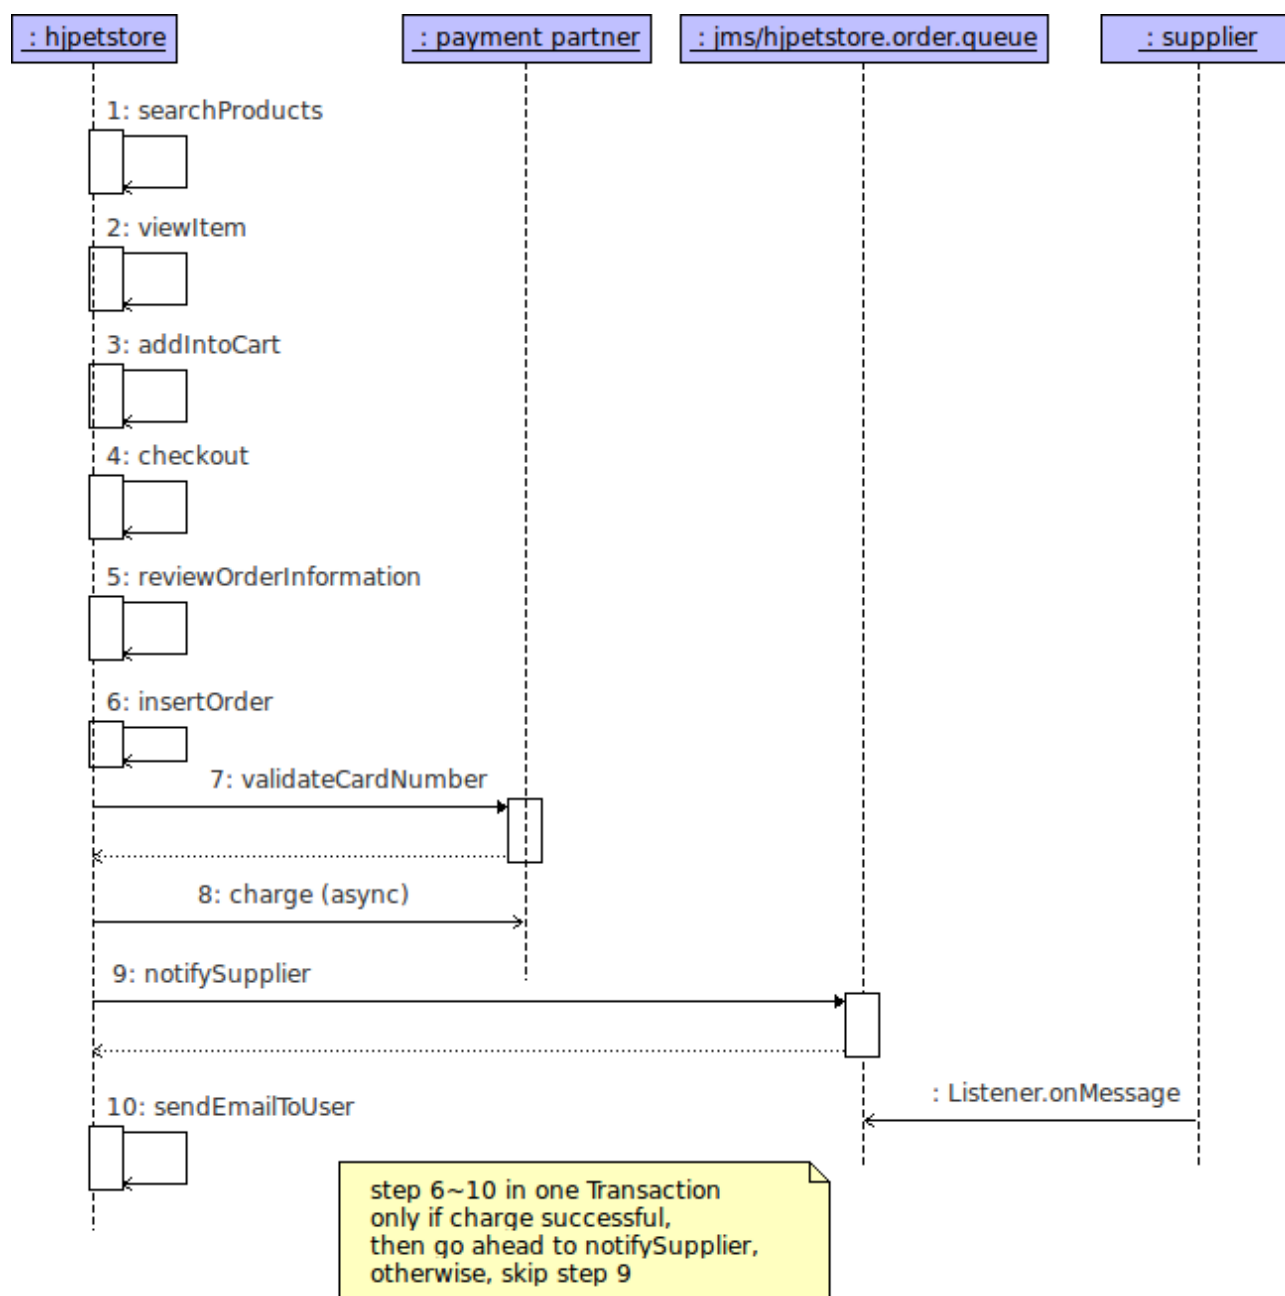 : hjpetstore
: payment partner
: jms/hjpetstore.order.queue
: supplier
1: searchProducts
2: viewItem
3: addIntoCart
4: checkout
5: reviewOrderInformation
6: insertOrder
7: validateCardNumber
8: charge (async)
9: notifySupplier
: Listener.onMessage
10: sendEmailToUser
step 6~10 in one Transaction
only if charge successful,
then go ahead to notifySupplier,
otherwise, skip step 9